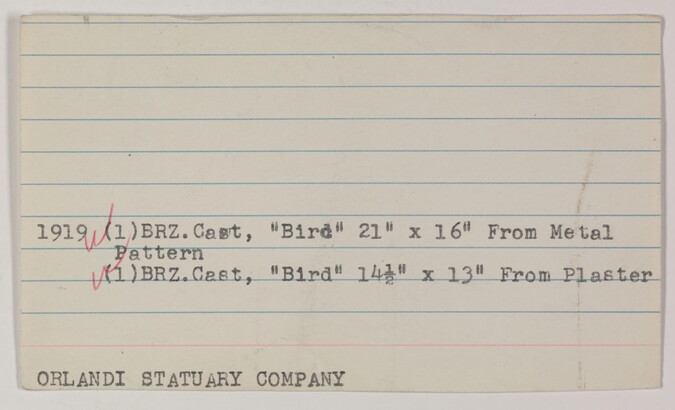 1919 (1)BRZ.Cast, "Bird" 21" x 16" From Metal
Pattern
(1)BRZ.Cast, "Bird" 14½" x 13" From Plaster
ORLANDI STATUARY COMPANY